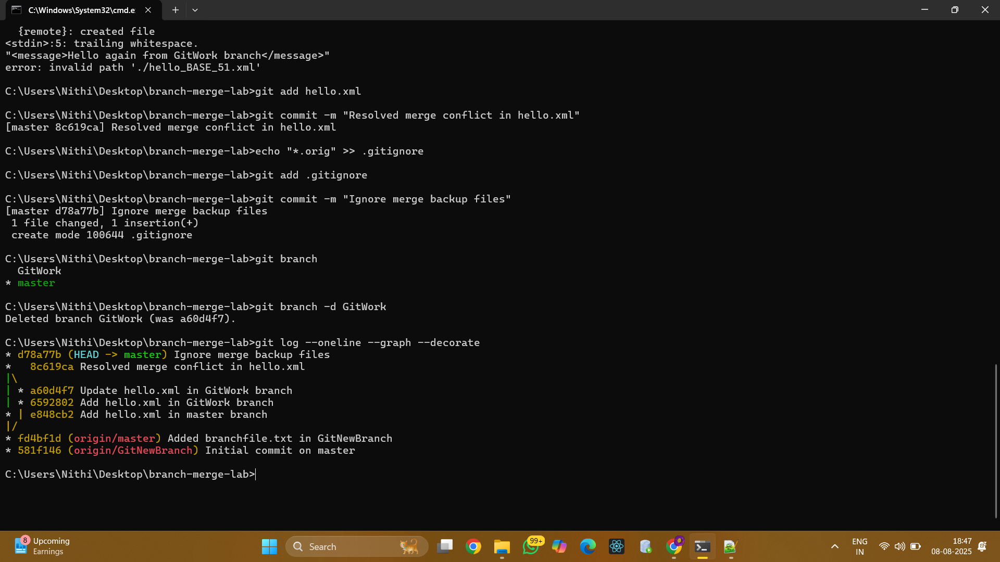 C:\Windows\System32\cmd.e
{remote}: created file
<stdin>:5: trailing whitespace.
"<message>Hello again from GitWork branch</message>"
error: invalid path './hello_BASE_51.xml'
C:\Users\Nithi\Desktop\branch-merge-lab>git add hello.xml
C:\Users\Nithi\Desktop\branch-merge-lab>git commit -m "Resolved merge conflict in hello.xml"
[master 8c619ca] Resolved merge conflict in hello.xml
C:\Users\Nithi\Desktop\branch-merge-lab>echo "*.orig" >> .gitignore
C:\Users\Nithi\Desktop\branch-merge-lab>git add .gitignore
C:\Users\Nithi\Desktop\branch-merge-lab>git commit -m "Ignore merge backup files"
[master d78a77b] Ignore merge backup files
1 file changed, 1 insertion(+)
create mode 100644 .gitignore
C:\Users\Nithi\Desktop\branch-merge-lab>git branch
GitWork
* master
C:\Users\Nithi\Desktop\branch-merge-lab>git branch -d GitWork
Deleted branch GitWork (was a60d4f7).
C:\Users\Nithi\Desktop\branch-merge-lab>git log --oneline --graph --decorate
* d78a77b (HEAD -> master) Ignore merge backup files
*   8c619ca Resolved merge conflict in hello.xml
|\
| * a60d4f7 Update hello.xml in GitWork branch
| * 6592802 Add hello.xml in GitWork branch
* | e848cb2 Add hello.xml in master branch
|/
* fd4bf1d (origin/master) Added branchfile.txt in GitNewBranch
* 581f146 (origin/GitNewBranch) Initial commit on master
C:\Users\Nithi\Desktop\branch-merge-lab>
8
Upcoming
Earnings
Search
99+
ENG
IN
18:47
08-08-2025